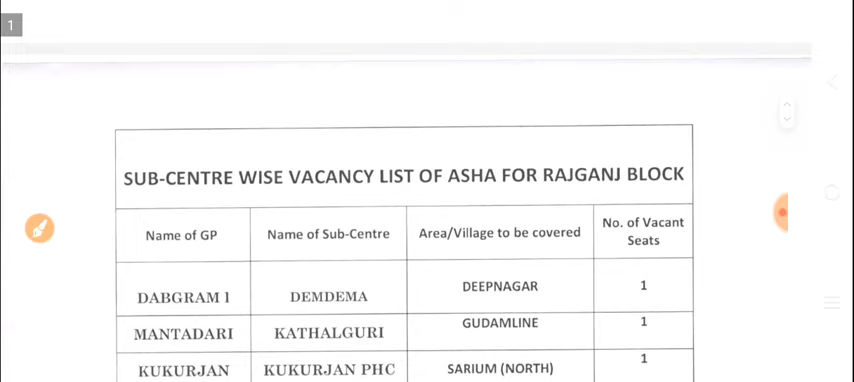 1
SUB-CENTRE WISE VACANCY LIST OF ASHA FOR RAJGANJ BLOCK
Name of GP Name of Sub-Centre Area/Village to be covered No. of Vacant Seats
DABGRAM 1 DEMDEMA DEEPNAGAR 1
MANTADARI KATHALGURI GUDAMLINE 1
KUKURJAN KUKURJAN PHC SARIUM (NORTH) 1